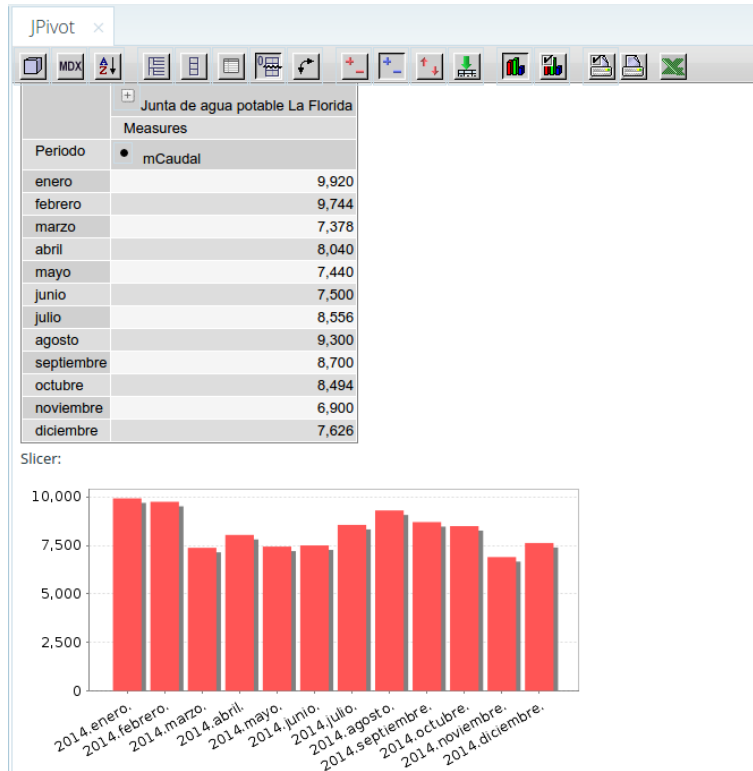 JPivot ×
MDX A Z
Junta de agua potable La Florida
Measures
Periodo mCaudal
enero 9,920
febrero 9,744
marzo 7,378
abril 8,040
mayo 7,440
junio 7,500
julio 8,556
agosto 9,300
septiembre 8,700
octubre 8,494
noviembre 6,900
diciembre 7,626
Slicer:
10,000
7,500
5,000
2,500
0
2014.enero.
2014.febrero.
2014.marzo.
2014.abril.
2014.mayo.
2014.junio.
2014.julio.
2014.agosto.
2014.septiembre.
2014.octubre.
2014.noviembre.
2014.diciembre.